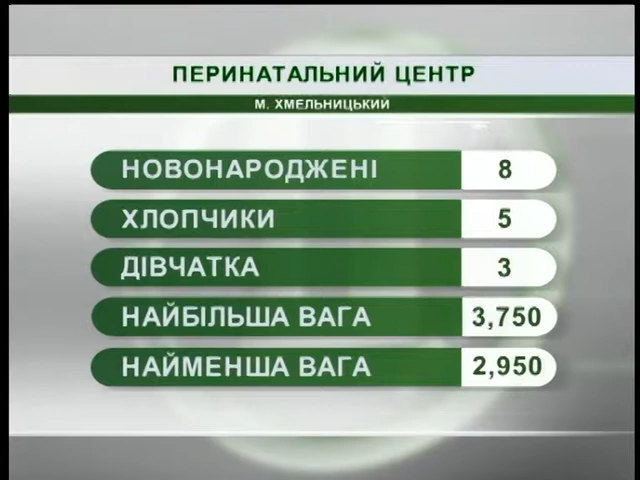 ПЕРИНАТАЛЬНИЙ ЦЕНТР
М. ХМЕЛЬНИЦЬКИЙ
НОВОНАРОДЖЕНІ 8
ХЛОПЧИКИ 5
ДІВЧАТКА 3
НАЙБІЛЬША ВАГА 3,750
НАЙМЕНША ВАГА 2,950